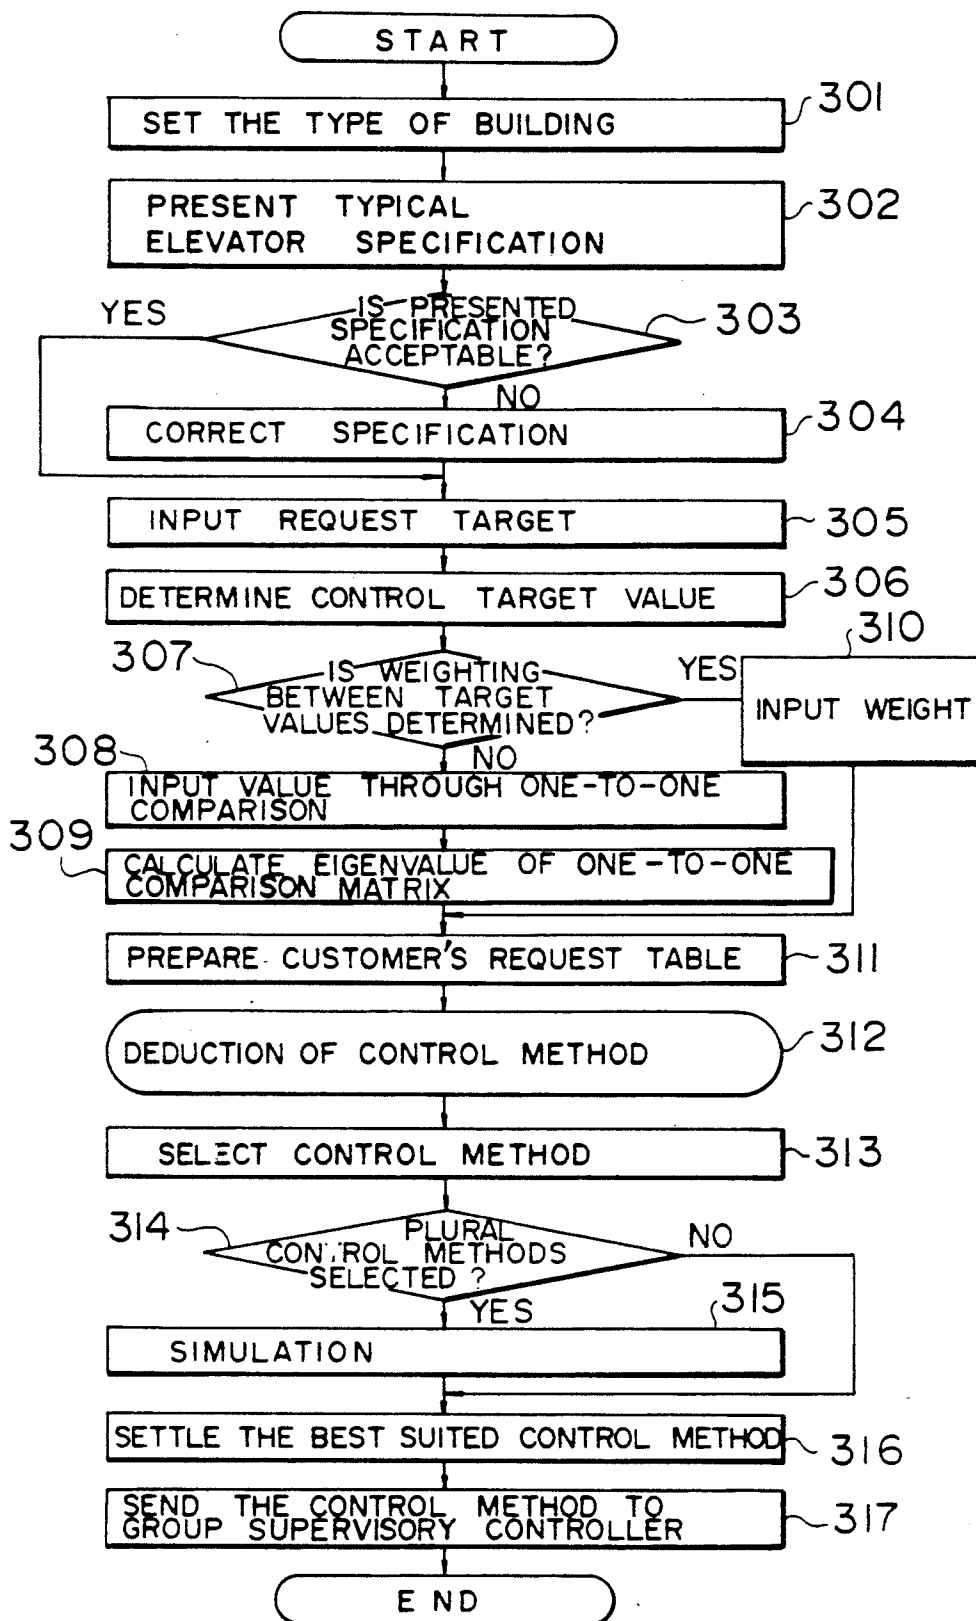 START
301
SET THE TYPE OF BUILDING
302
PRESENT TYPICAL
ELEVATOR SPECIFICATION
YES
IS PRESENTED
SPECIFICATION
ACCEPTABLE?
303
NO
304
CORRECT SPECIFICATION
INPUT REQUEST TARGET
305
306
DETERMINE CONTROL TARGET VALUE
310
307
IS WEIGHTING
BETWEEN TARGET
VALUES DETERMINED?
YES
INPUT WEIGHT
NO
308
INPUT VALUE THROUGH ONE-TO-ONE
COMPARISON
309
CALCULATE EIGENVALUE OF ONE-TO-ONE
COMPARISON MATRIX
PREPARE CUSTOMER'S REQUEST TABLE
311
312
DEDUCTION OF CONTROL METHOD
SELECT CONTROL METHOD
313
314
PLURAL
CONTROL METHODS
SELECTED ?
NO
YES
315
SIMULATION
SETTLE THE BEST SUITED CONTROL METHOD
316
SEND THE CONTROL METHOD TO
GROUP SUPERVISORY CONTROLLER
317
END